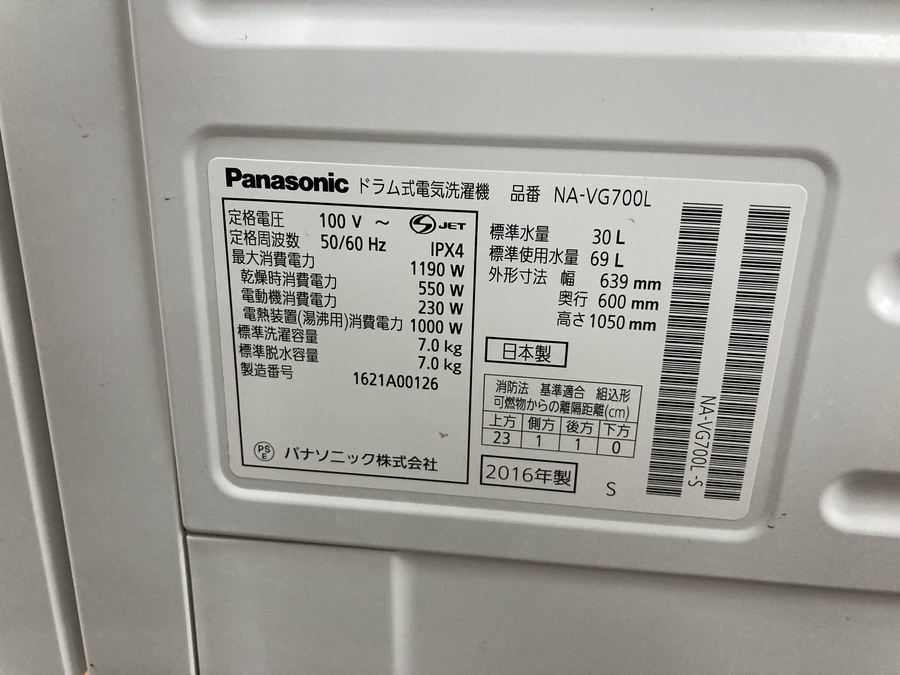 Panasonic ドラム式電気洗濯機 品番 NA-VG700L
定格電圧 100 V ～ S JET
定格周波数 50/60 Hz IPX4
最大消費電力 1190 W
乾燥時消費電力 550 W
電動機消費電力 230 W
電熱装置(湯沸用)消費電力 1000 W
標準洗濯容量 7.0 kg
標準脱水容量 7.0 kg
製造番号 1621A00126
PS E パナソニック株式会社
標準水量 30 L
標準使用水量 69 L
外形寸法 幅 639 mm
奥行 600 mm
高さ 1050 mm
日本製
消防法 基準適合 組込形
可燃物からの離隔距離(cm)
上方 側方 後方 下方
23 1 1 0
2016年製 S
NA-VG700L -S